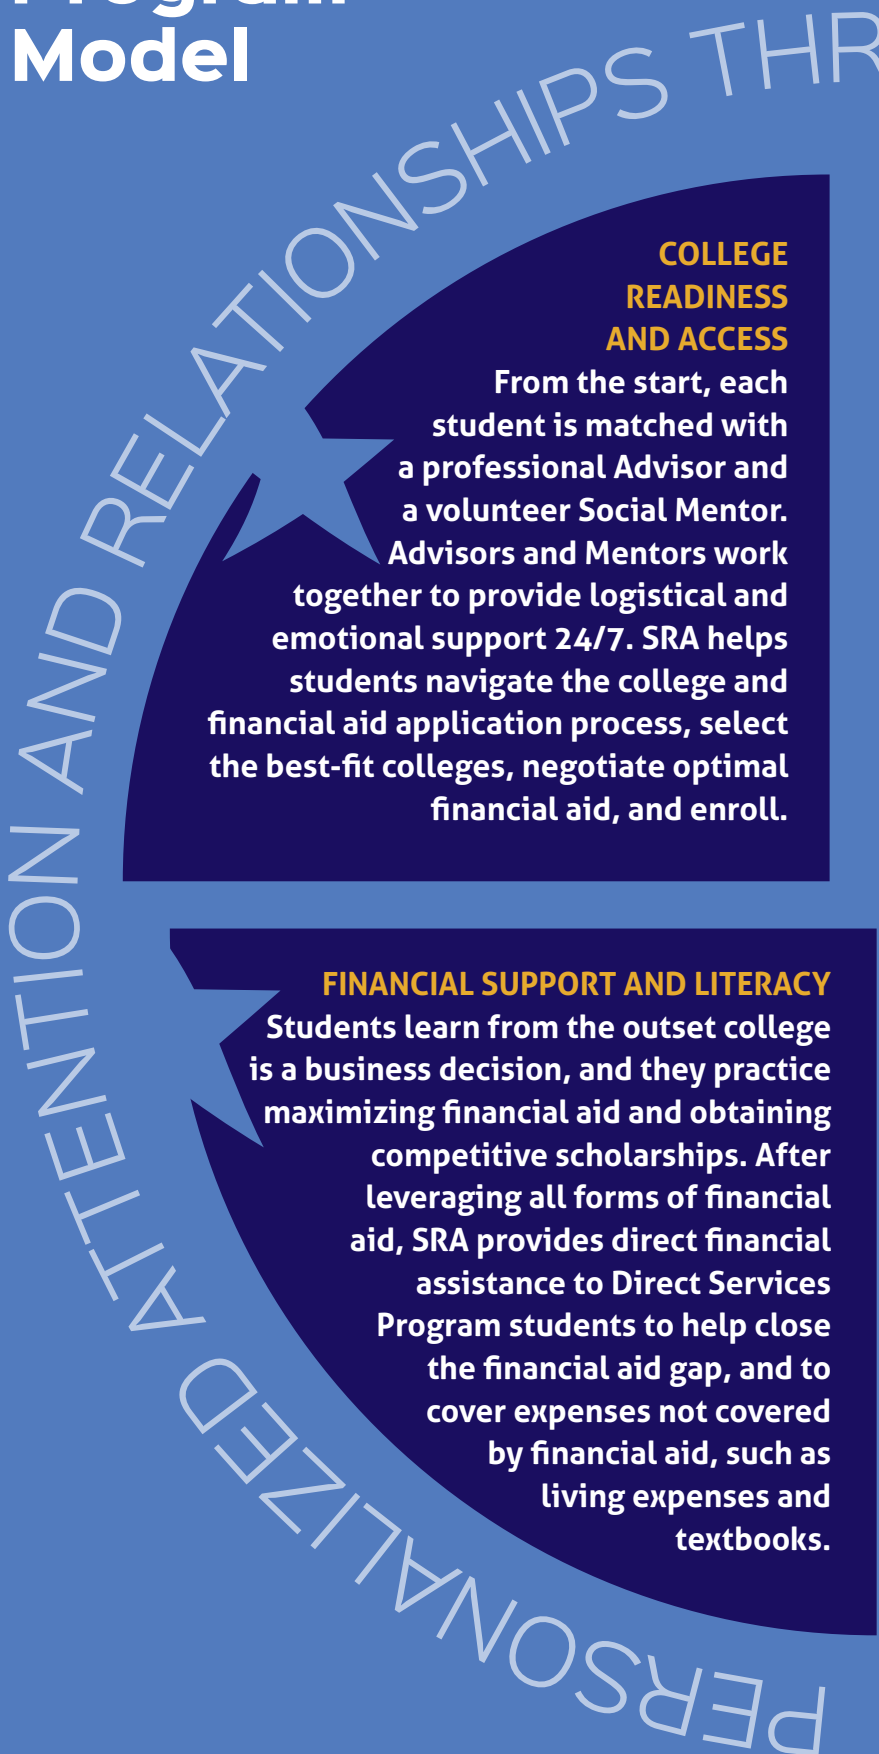 Program
Model
PERSONALIZED ATTENTION AND RELATIONSHIPS THR
COLLEGE
READINESS
AND ACCESS
From the start, each
student is matched with
a professional Advisor and
a volunteer Social Mentor.
Advisors and Mentors work
together to provide logistical and
emotional support 24/7. SRA helps
students navigate the college and
financial aid application process, select
the best-fit colleges, negotiate optimal
financial aid, and enroll.
FINANCIAL SUPPORT AND LITERACY
Students learn from the outset college
is a business decision, and they practice
maximizing financial aid and obtaining
competitive scholarships. After
leveraging all forms of financial
aid, SRA provides direct financial
assistance to Direct Services
Program students to help close
the financial aid gap, and to
cover expenses not covered
by financial aid, such as
living expenses and
textbooks.